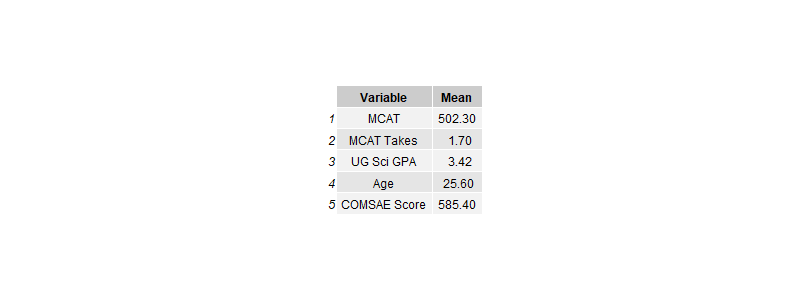 Variable Mean
1 MCAT 502.30
2 MCAT Takes 1.70
3 UG Sci GPA 3.42
4 Age 25.60
5 COMSAE Score 585.40